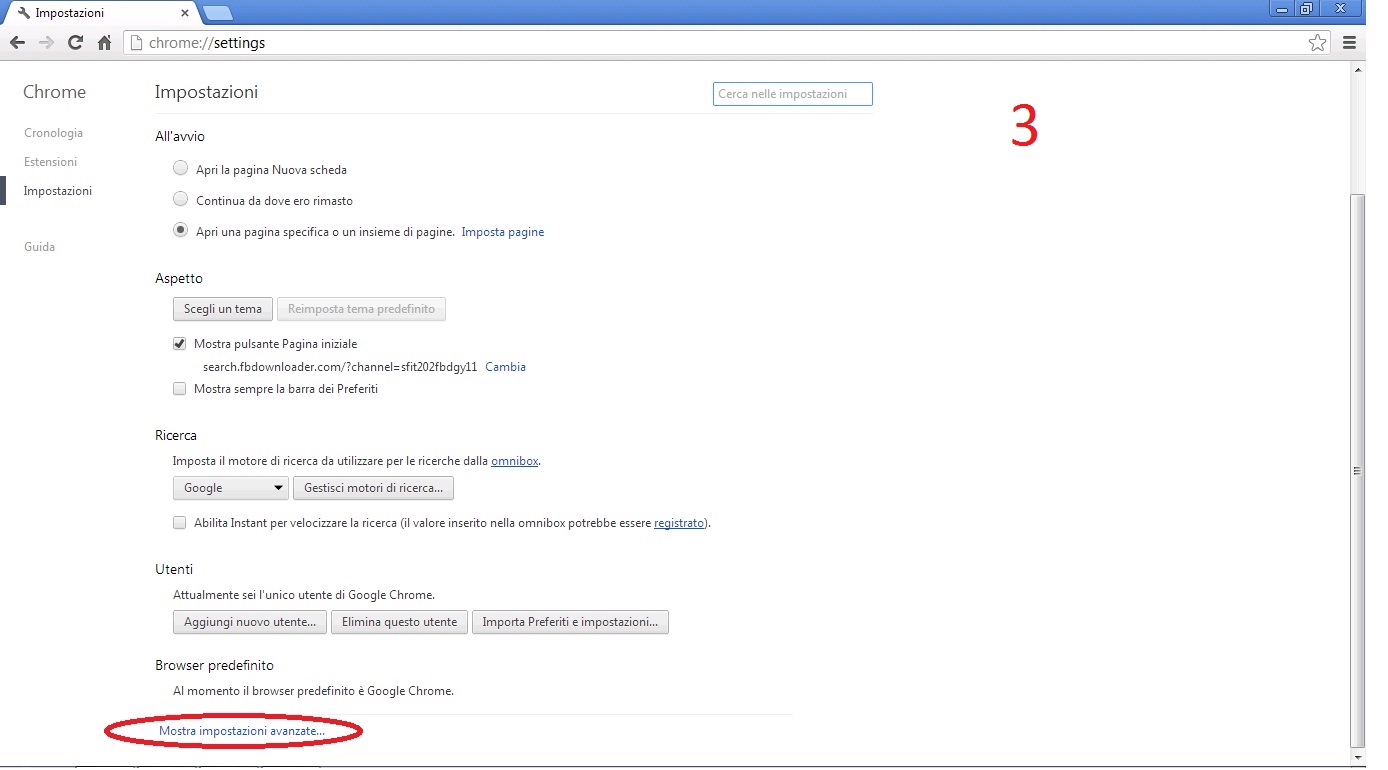 Impostazioni
chrome://settings
Chrome
Impostazioni
Cerca nelle impostazioni
3
Cronologia
Estensioni
Impostazioni
Guida
All'avvio
Apri la pagina Nuova scheda
Continua da dove ero rimasto
Apri una pagina specifica o un insieme di pagine. Imposta pagine
Aspetto
Scegli un tema
Reimposta tema predefinito
Mostra pulsante Pagina iniziale
search.fbdownloader.com/?channel=sfit202fbdgy11 Cambia
Mostra sempre la barra dei Preferiti
Ricerca
Imposta il motore di ricerca da utilizzare per le ricerche dalla omnibox.
Google
Gestisci motori di ricerca...
Abilita Instant per velocizzare la ricerca (il valore inserito nella omnibox potrebbe essere registrato).
Utenti
Attualmente sei l'unico utente di Google Chrome.
Aggiungi nuovo utente...
Elimina questo utente
Importa Preferiti e impostazioni...
Browser predefinito
Al momento il browser predefinito è Google Chrome.
Mostra impostazioni avanzate...